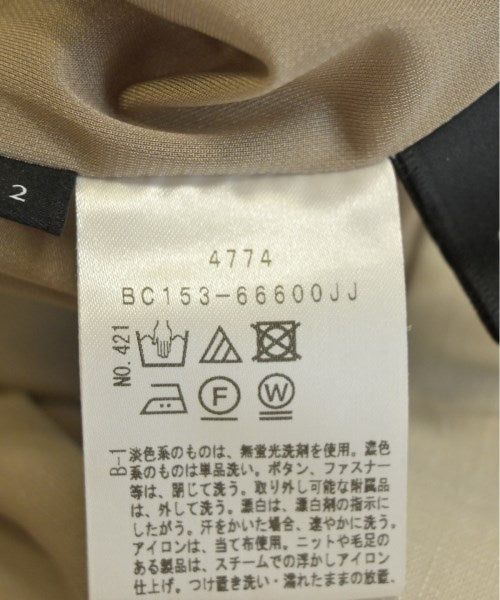 2
4774
BC153-66600JJ
NO.421
F
W
B-1
淡色系のものは、無蛍光洗剤を使用。濃色
系のものは単品洗い。ボタン、ファスナー
等は、閉じて洗う。取り外し可能な附属品
は、外して洗う。漂白は、漂白剤の指示に
したがう。汗をかいた場合、速やかに洗う。
アイロンは、当て布使用。ニットや毛足の
ある製品は、スチームでの浮かしアイロン
仕上げ。つけ置き洗い・濡れたままの放置、